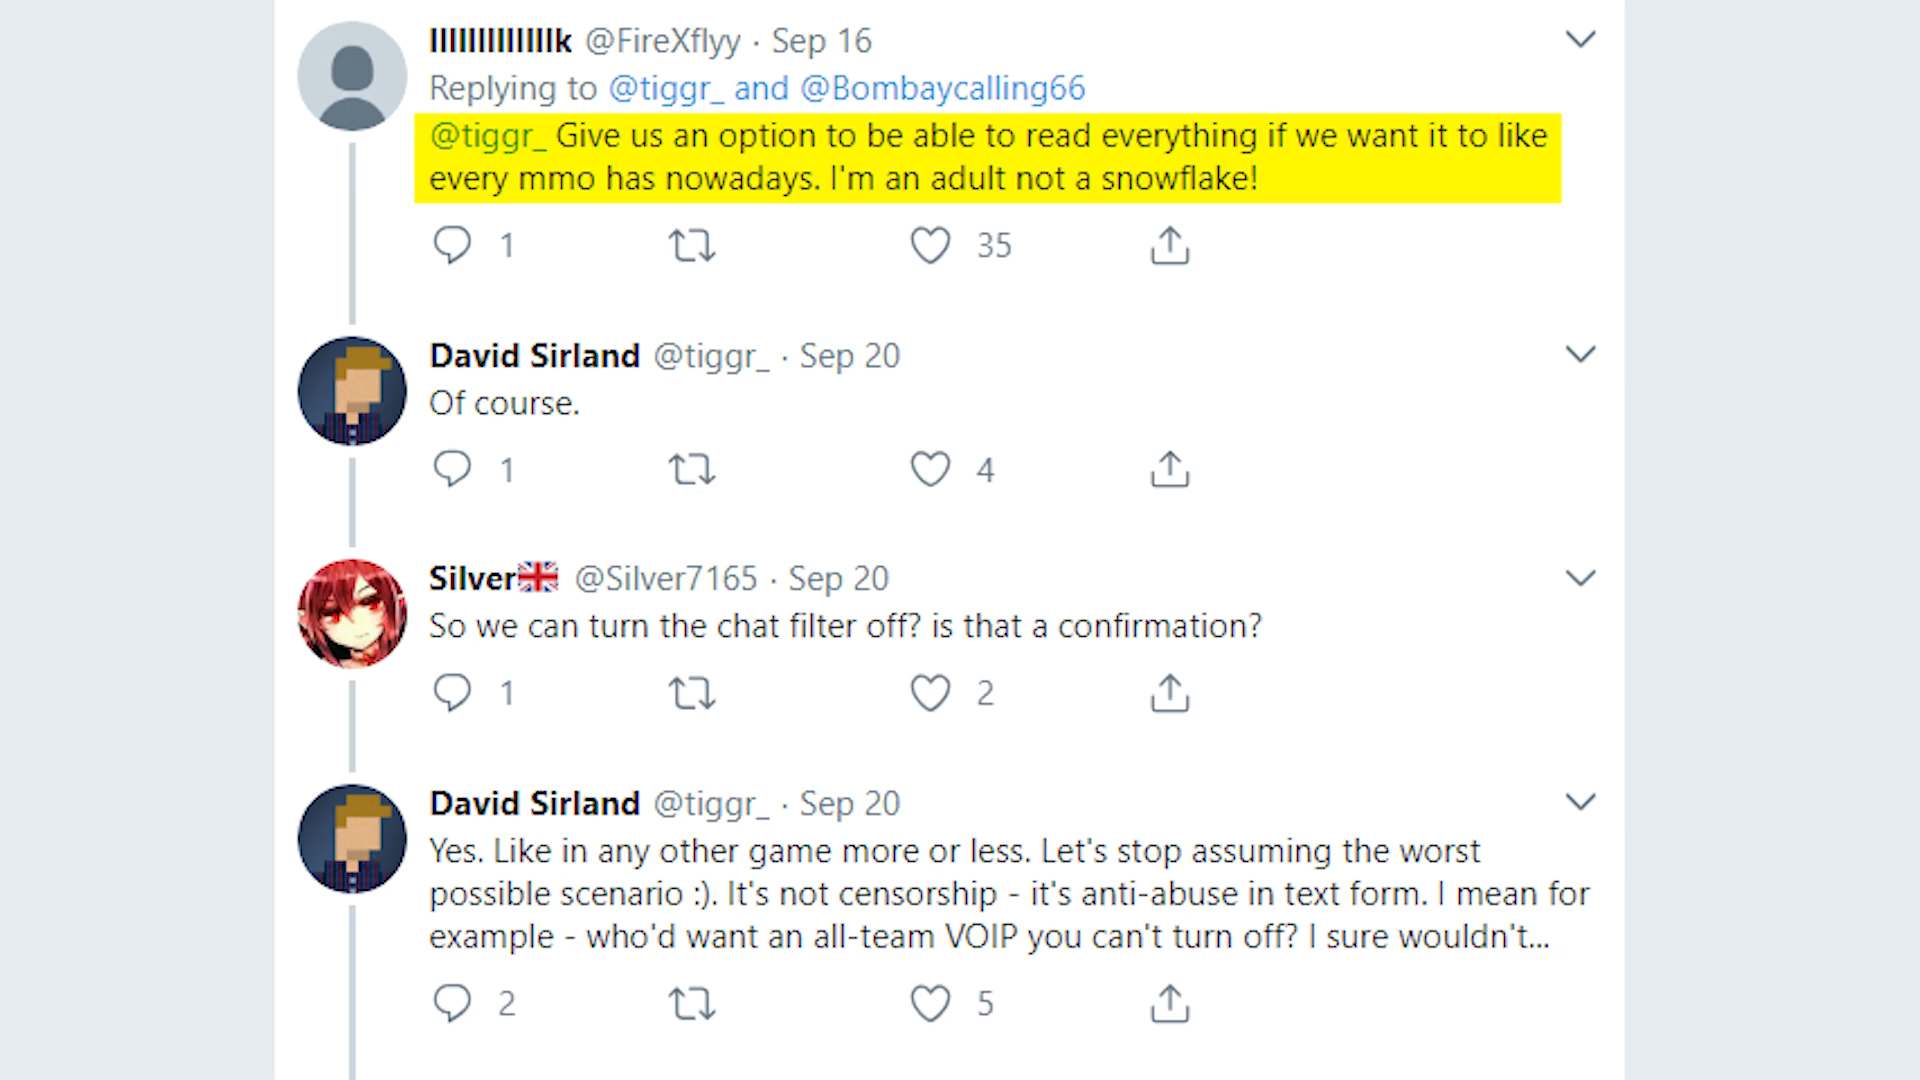 lllllllllllllk @FireXflyy · Sep 16
Replying to @tiggr_ and @Bombaycalling66
@tiggr_ Give us an option to be able to read everything if we want it to like
every mmo has nowadays. I'm an adult not a snowflake!
1 35
David Sirland @tiggr_ · Sep 20
Of course.
1 4
Silver🇬🇧 @Silver7165 · Sep 20
So we can turn the chat filter off? is that a confirmation?
1 2
David Sirland @tiggr_ · Sep 20
Yes. Like in any other game more or less. Let's stop assuming the worst
possible scenario :). It's not censorship - it's anti-abuse in text form. I mean for
example - who'd want an all-team VOIP you can't turn off? I sure wouldn't...
2 5